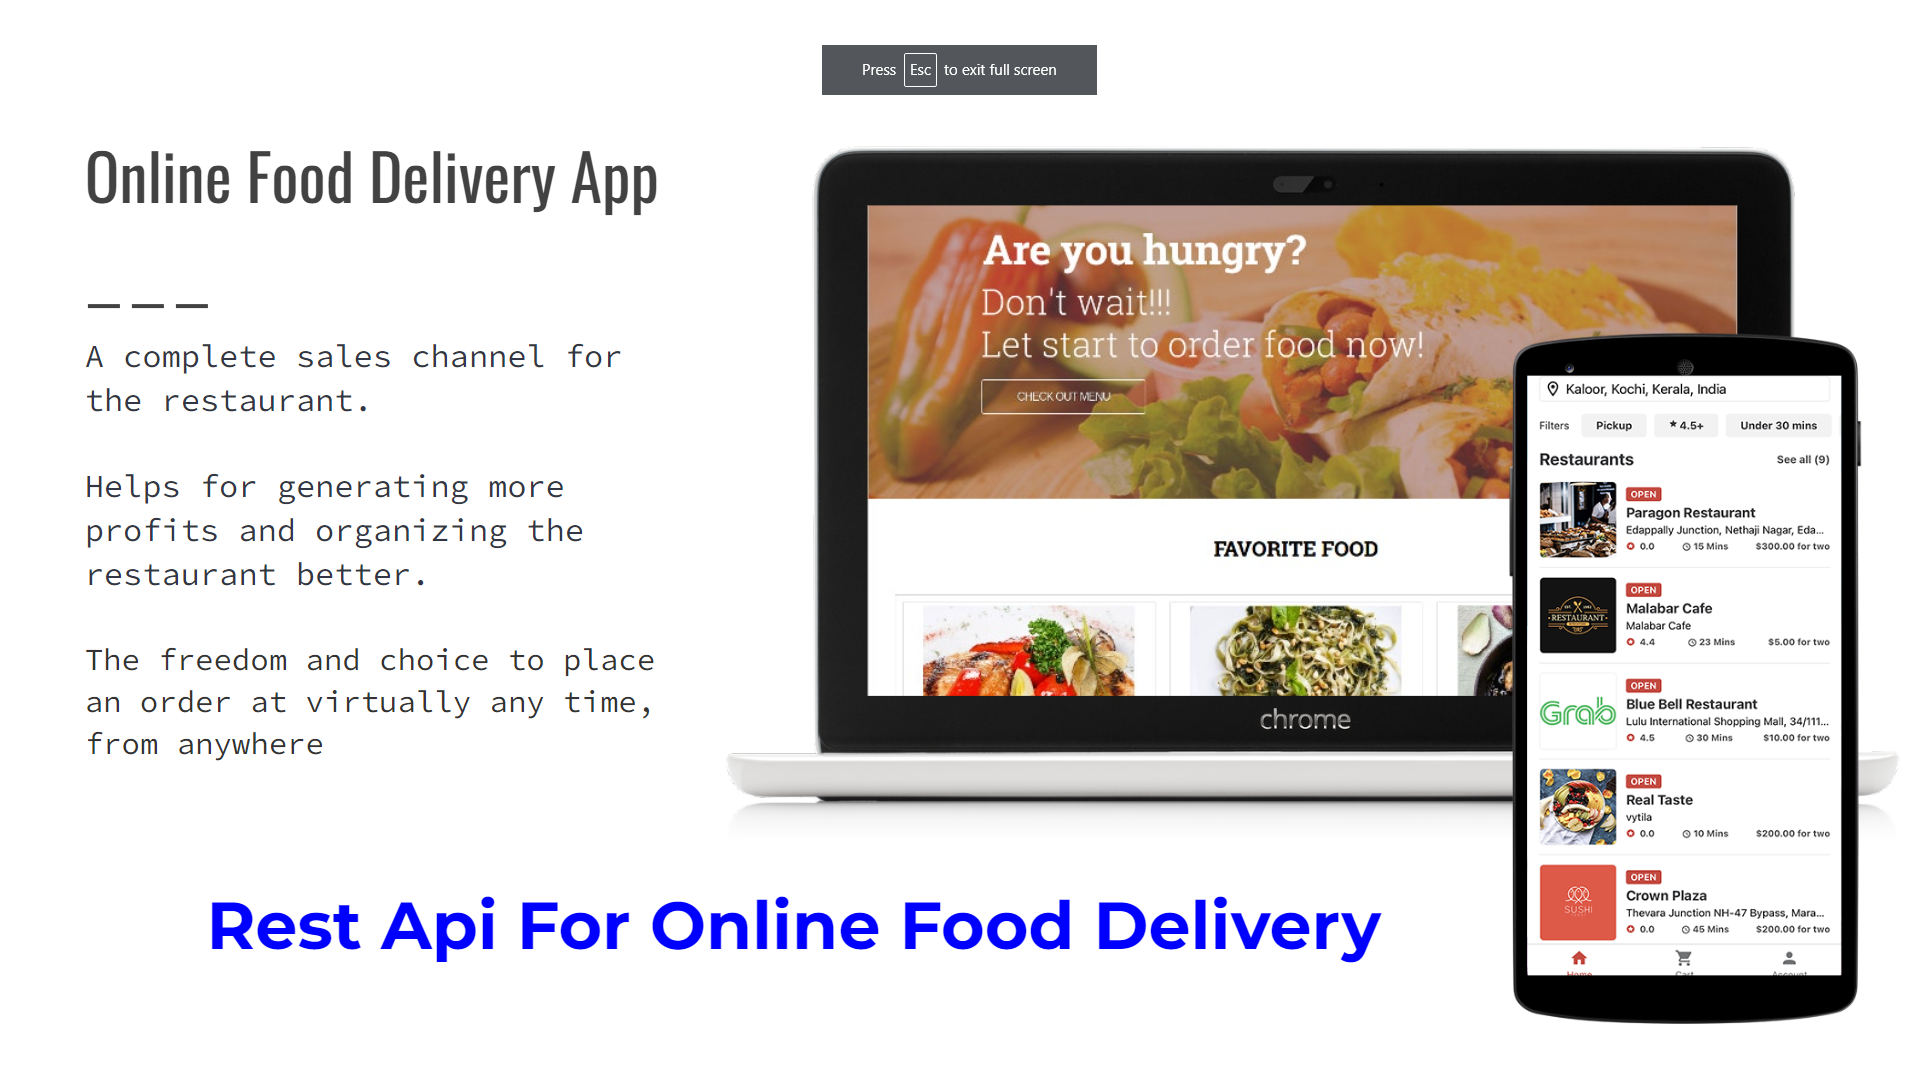 Press Esc to exit full screen
Online Food Delivery App
A complete sales channel for
the restaurant.
Helps for generating more
profits and organizing the
restaurant better.
The freedom and choice to place
an order at virtually any time,
from anywhere
Are you hungry?
Don't wait!!!
Let start to order food now!
CHECK OUT MENU
FAVORITE FOOD
chrome
Kaloor, Kochi, Kerala, India
Filters Pickup ★ 4.5+ Under 30 mins
Restaurants See all (9)
OPEN
Paragon Restaurant
Edappally Junction, Nethaji Nagar, Eda...
0.0 15 Mins $300.00 for two
RESTAURANT
OPEN
Malabar Cafe
Malabar Cafe
4.4 23 Mins $5.00 for two
Grab
OPEN
Blue Bell Restaurant
Lulu International Shopping Mall, 34/111...
4.5 30 Mins $10.00 for two
OPEN
Real Taste
vytila
0.0 10 Mins $200.00 for two
SUSHI
OPEN
Crown Plaza
Thevara Junction NH-47 Bypass, Mara...
0.0 45 Mins $200.00 for two
Home Cart Account
Rest Api For Online Food Delivery